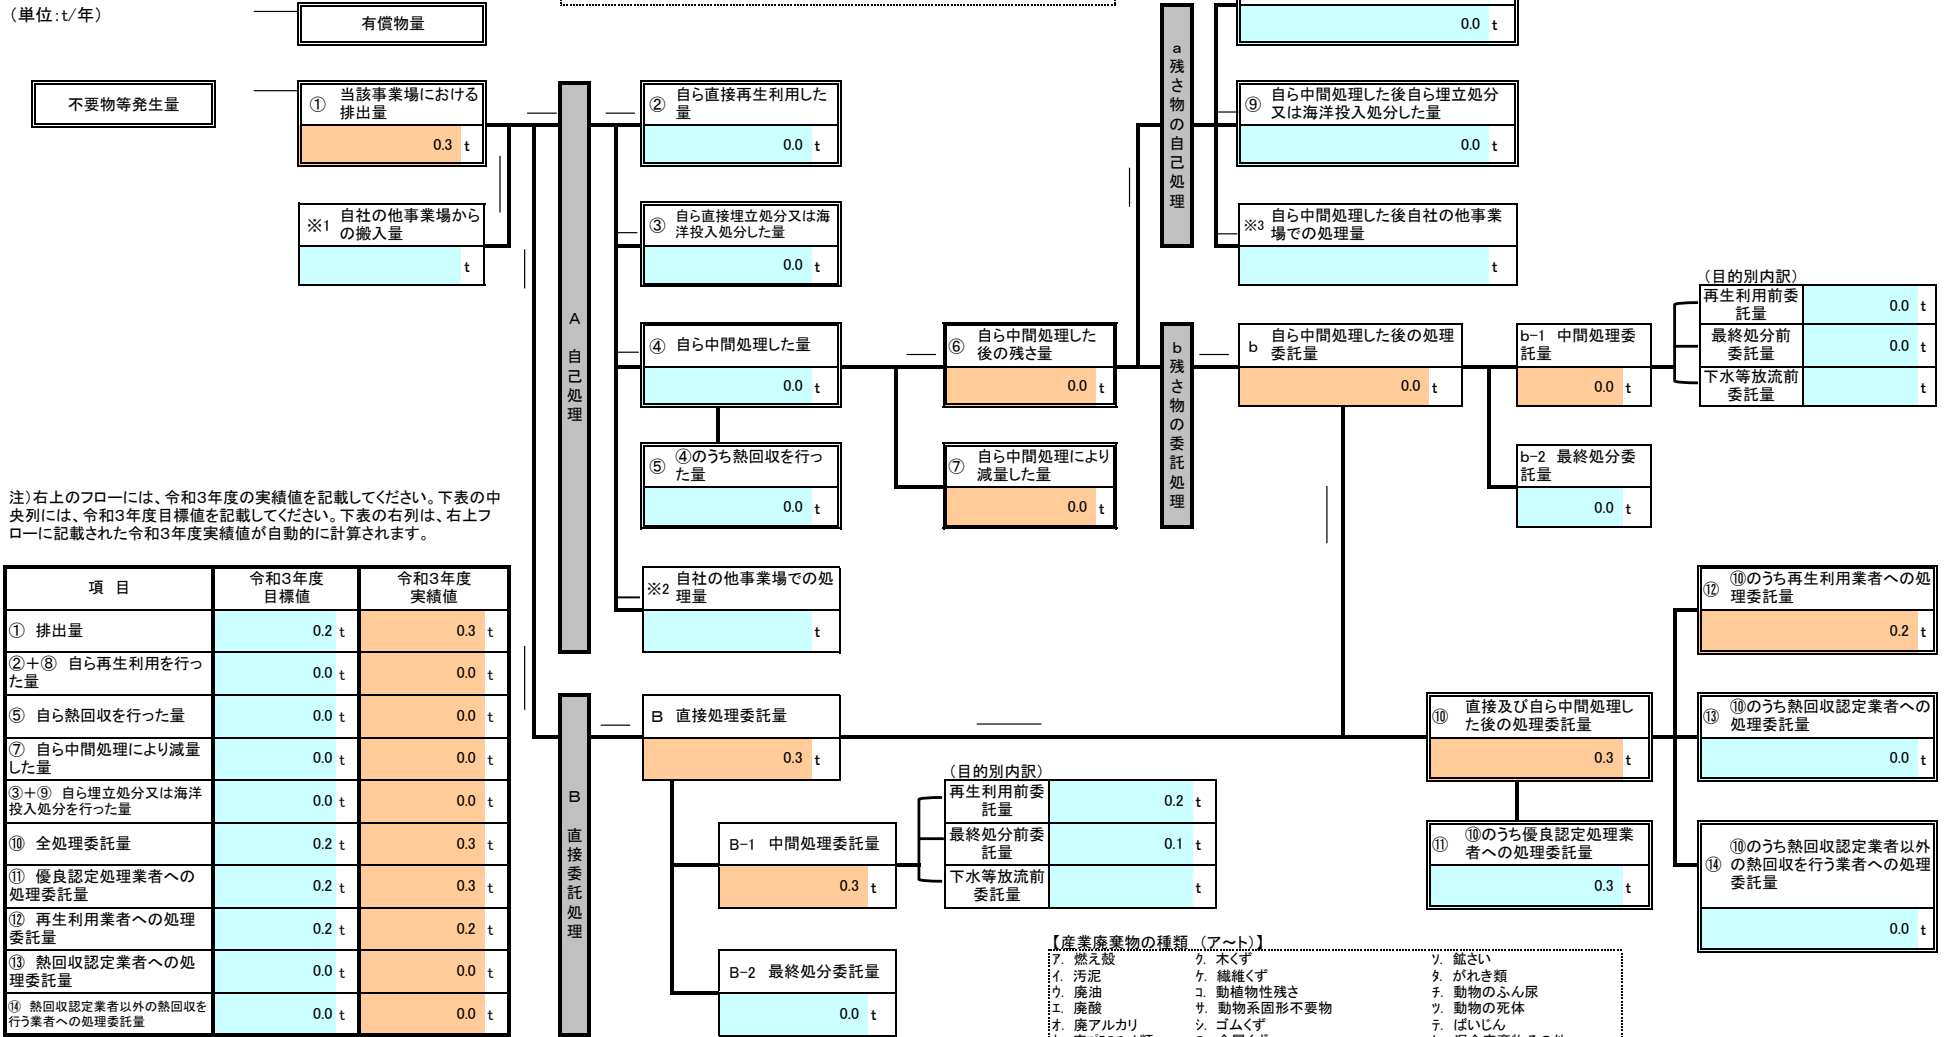 （単位：t/年）
有償物量
0.0 t
不要物等発生量
① 当該事業場における
排出量
0.3 t
※1 自社の他事業場から
の搬入量
t
A 自己処理
② 自ら直接再生利用した
量
0.0 t
③ 自ら直接埋立処分又は海
洋投入処分した量
0.0 t
④ 自ら中間処理した量
0.0 t
⑤ ④のうち熱回収を行っ
た量
0.0 t
※2 自社の他事業場での処
理量
t
⑥ 自ら中間処理した
後の残さ量
0.0 t
⑦ 自ら中間処理により
減量した量
0.0 t
a 残さ物の自己処理
⑨ 自ら中間処理した後自ら埋立処分
又は海洋投入処分した量
0.0 t
※3 自ら中間処理した後自社の他事業
場での処理量
t
b 残さ物の委託処理
b 自ら中間処理した後の処理
委託量
0.0 t
b-1 中間処理委
託量
0.0 t
b-2 最終処分委
託量
0.0 t
（目的別内訳）
再生利用前委
託量
0.0 t
最終処分前
委託量
0.0 t
下水等放流前
委託量
t
注）右上のフローには、令和3年度の実績値を記載してください。下表の中
央列には、令和3年度目標値を記載してください。下表の右列は、右上フ
ローに記載された令和3年度実績値が自動的に計算されます。
項 目 令和3年度 目標値 令和3年度 実績値
① 排出量 0.2 t 0.3 t
②＋⑧ 自ら再生利用を行っ
た量 0.0 t 0.0 t
⑤ 自ら熱回収を行った量 0.0 t 0.0 t
⑦ 自ら中間処理により減量
した量 0.0 t 0.0 t
③＋⑨ 自ら埋立処分又は海洋
投入処分を行った量 0.0 t 0.0 t
⑩ 全処理委託量 0.2 t 0.3 t
⑪ 優良認定処理業者への
処理委託量 0.2 t 0.3 t
⑫ 再生利用業者への処理
委託量 0.2 t 0.2 t
⑬ 熱回収認定業者への処
理委託量 0.0 t 0.0 t
⑭ 熱回収認定業者以外の熱回収を
行う業者への処理委託量 0.0 t 0.0 t
B 直接委託処理
B 直接処理委託量
0.3 t
B-1 中間処理委託量
0.3 t
B-2 最終処分委託量
0.0 t
（目的別内訳）
再生利用前委
託量
0.2 t
最終処分前委
託量
0.1 t
下水等放流前
委託量
t
⑩ 直接及び自ら中間処理し
た後の処理委託量
0.3 t
⑪ ⑩のうち優良認定処理業
者への処理委託量
0.3 t
⑫ ⑩のうち再生利用業者への処
理委託量
0.2 t
⑬ ⑩のうち熱回収認定業者への
処理委託量
0.0 t
⑭ ⑩のうち熱回収認定業者以外
の熱回収を行う業者への処理
委託量
0.0 t
【産業廃棄物の種類 （ア～ト）】
ア. 燃え殻 ク. 木くず ソ. 鉱さい
イ. 汚泥 ケ. 繊維くず タ. がれき類
ウ. 廃油 コ. 動植物性残さ チ. 動物のふん尿
エ. 廃酸 サ. 動物系固形不要物 ツ. 動物の死体
オ. 廃アルカリ シ. ゴムくず テ. ばいじん